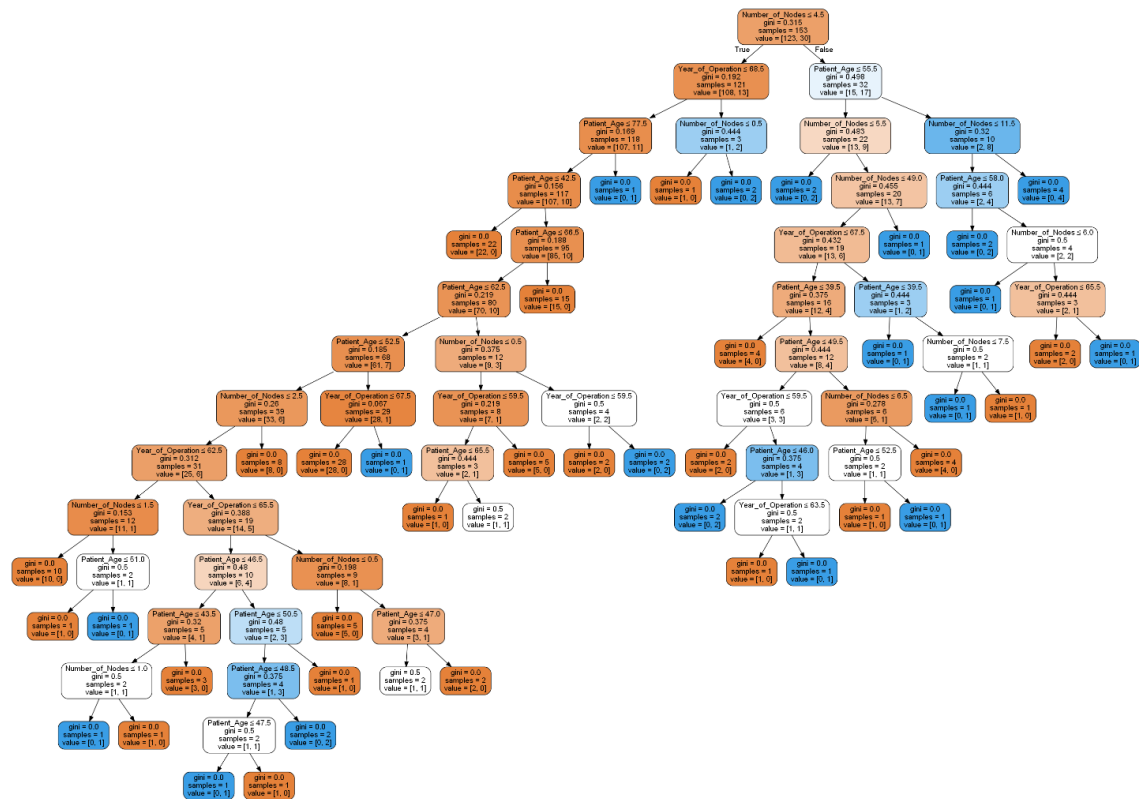 Number_of_Nodes ≤ 4.5
gini = 0.315
samples = 153
value = [123, 30]
True
False
Year_of_Operation ≤ 68.5
gini = 0.192
samples = 121
value = [108, 13]
Patient_Age ≤ 55.5
gini = 0.498
samples = 32
value = [15, 17]
Patient_Age ≤ 77.5
gini = 0.169
samples = 118
value = [107, 11]
Number_of_Nodes ≤ 0.5
gini = 0.444
samples = 3
value = [1, 2]
Number_of_Nodes ≤ 5.5
gini = 0.483
samples = 22
value = [13, 9]
Number_of_Nodes ≤ 11.5
gini = 0.32
samples = 10
value = [2, 8]
Patient_Age ≤ 42.5
gini = 0.156
samples = 117
value = [107, 10]
gini = 0.0
samples = 1
value = [0, 1]
gini = 0.0
samples = 1
value = [1, 0]
gini = 0.0
samples = 2
value = [0, 2]
gini = 0.0
samples = 2
value = [0, 2]
Number_of_Nodes ≤ 49.0
gini = 0.455
samples = 20
value = [13, 7]
Patient_Age ≤ 58.0
gini = 0.444
samples = 6
value = [2, 4]
gini = 0.0
samples = 4
value = [0, 4]
gini = 0.0
samples = 22
value = [22, 0]
Patient_Age ≤ 66.5
gini = 0.188
samples = 95
value = [85, 10]
Year_of_Operation ≤ 67.5
gini = 0.432
samples = 19
value = [13, 6]
gini = 0.0
samples = 1
value = [0, 1]
gini = 0.0
samples = 2
value = [0, 2]
Number_of_Nodes ≤ 6.0
gini = 0.5
samples = 4
value = [2, 2]
Patient_Age ≤ 62.5
gini = 0.219
samples = 80
value = [70, 10]
gini = 0.0
samples = 15
value = [15, 0]
Patient_Age ≤ 39.5
gini = 0.375
samples = 16
value = [12, 4]
Patient_Age ≤ 39.5
gini = 0.444
samples = 3
value = [1, 2]
gini = 0.0
samples = 1
value = [0, 1]
Year_of_Operation ≤ 65.5
gini = 0.444
samples = 3
value = [2, 1]
Patient_Age ≤ 52.5
gini = 0.185
samples = 68
value = [61, 7]
Number_of_Nodes ≤ 0.5
gini = 0.375
samples = 12
value = [9, 3]
gini = 0.0
samples = 4
value = [4, 0]
Patient_Age ≤ 49.5
gini = 0.444
samples = 12
value = [8, 4]
gini = 0.0
samples = 1
value = [0, 1]
Number_of_Nodes ≤ 7.5
gini = 0.5
samples = 2
value = [1, 1]
gini = 0.0
samples = 2
value = [2, 0]
gini = 0.0
samples = 1
value = [0, 1]
Number_of_Nodes ≤ 2.5
gini = 0.26
samples = 39
value = [33, 6]
Year_of_Operation ≤ 67.5
gini = 0.067
samples = 29
value = [28, 1]
Year_of_Operation ≤ 59.5
gini = 0.219
samples = 8
value = [7, 1]
Year_of_Operation ≤ 59.5
gini = 0.5
samples = 4
value = [2, 2]
Year_of_Operation ≤ 59.5
gini = 0.5
samples = 6
value = [3, 3]
Number_of_Nodes ≤ 6.5
gini = 0.278
samples = 6
value = [5, 1]
gini = 0.0
samples = 1
value = [0, 1]
gini = 0.0
samples = 1
value = [1, 0]
Year_of_Operation ≤ 62.5
gini = 0.312
samples = 31
value = [25, 6]
gini = 0.0
samples = 8
value = [8, 0]
gini = 0.0
samples = 28
value = [28, 0]
gini = 0.0
samples = 1
value = [0, 1]
Patient_Age ≤ 65.5
gini = 0.444
samples = 3
value = [2, 1]
gini = 0.0
samples = 5
value = [5, 0]
gini = 0.0
samples = 2
value = [2, 0]
gini = 0.0
samples = 2
value = [0, 2]
gini = 0.0
samples = 2
value = [2, 0]
Patient_Age ≤ 46.0
gini = 0.375
samples = 4
value = [1, 3]
Patient_Age ≤ 52.5
gini = 0.5
samples = 2
value = [1, 1]
gini = 0.0
samples = 4
value = [4, 0]
Number_of_Nodes ≤ 1.5
gini = 0.153
samples = 12
value = [11, 1]
Year_of_Operation ≤ 65.5
gini = 0.388
samples = 19
value = [14, 5]
gini = 0.0
samples = 1
value = [1, 0]
gini = 0.5
samples = 2
value = [1, 1]
gini = 0.0
samples = 2
value = [0, 2]
Year_of_Operation ≤ 63.5
gini = 0.5
samples = 2
value = [1, 1]
gini = 0.0
samples = 1
value = [1, 0]
gini = 0.0
samples = 1
value = [0, 1]
gini = 0.0
samples = 10
value = [10, 0]
Patient_Age ≤ 51.0
gini = 0.5
samples = 2
value = [1, 1]
Patient_Age ≤ 46.5
gini = 0.48
samples = 10
value = [6, 4]
Number_of_Nodes ≤ 0.5
gini = 0.198
samples = 9
value = [8, 1]
gini = 0.0
samples = 1
value = [1, 0]
gini = 0.0
samples = 1
value = [0, 1]
gini = 0.0
samples = 1
value = [1, 0]
gini = 0.0
samples = 1
value = [0, 1]
Patient_Age ≤ 43.5
gini = 0.32
samples = 5
value = [4, 1]
Patient_Age ≤ 50.5
gini = 0.48
samples = 5
value = [2, 3]
gini = 0.0
samples = 5
value = [5, 0]
Patient_Age ≤ 47.0
gini = 0.375
samples = 4
value = [3, 1]
Number_of_Nodes ≤ 1.0
gini = 0.5
samples = 2
value = [1, 1]
gini = 0.0
samples = 3
value = [3, 0]
Patient_Age ≤ 48.5
gini = 0.375
samples = 4
value = [1, 3]
gini = 0.0
samples = 1
value = [1, 0]
gini = 0.5
samples = 2
value = [1, 1]
gini = 0.0
samples = 2
value = [2, 0]
gini = 0.0
samples = 1
value = [0, 1]
gini = 0.0
samples = 1
value = [1, 0]
Patient_Age ≤ 47.5
gini = 0.5
samples = 2
value = [1, 1]
gini = 0.0
samples = 2
value = [0, 2]
gini = 0.0
samples = 1
value = [0, 1]
gini = 0.0
samples = 1
value = [1, 0]